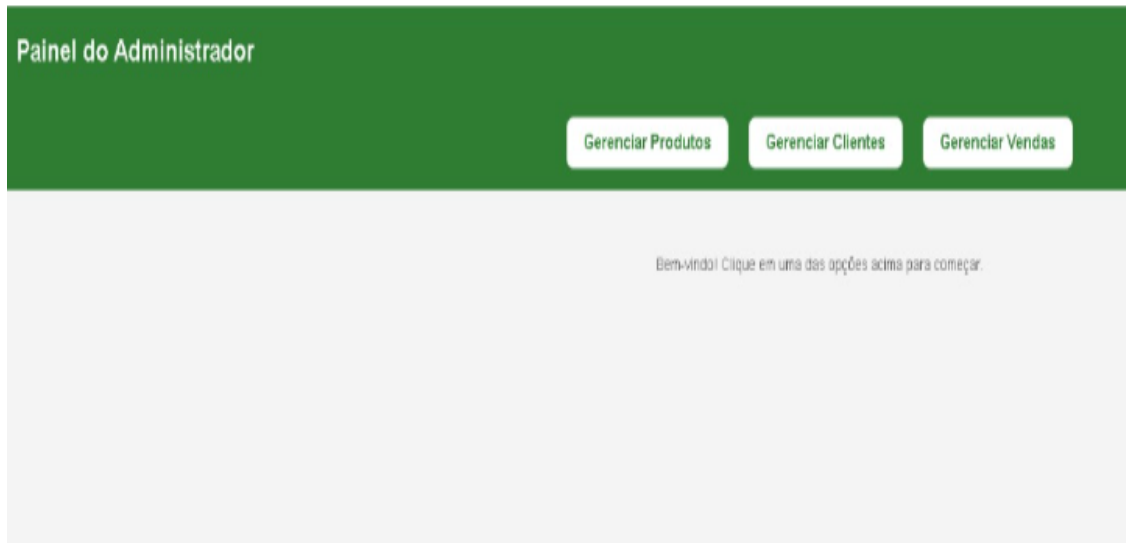 Painel do Administrador
Gerenciar Produtos Gerenciar Clientes Gerenciar Vendas
Bem-vindo! Clique em uma das opções acima para começar.